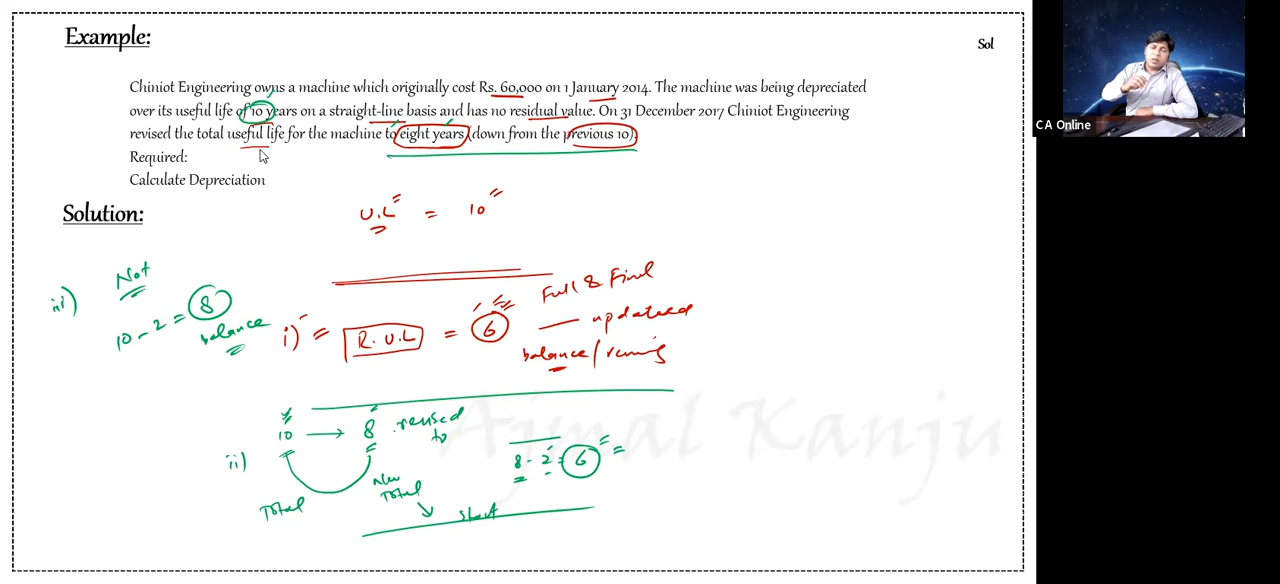 Example:
Sol
Chiniot Engineering owns a machine which originally cost Rs. 60,000 on 1 January 2014. The machine was being depreciated
over its useful life of 10 years on a straight-line basis and has no residual value. On 31 December 2017 Chiniot Engineering
revised the total useful life for the machine to eight years (down from the previous 10).
Required:
Calculate Depreciation
Solution:
CA Online
U.L = 10
iii) Not
10 - 2 = 8
balance
i) = R.U.L = 6
Full & Final
updated
balance/
ii) 10 → 8 revised
to
Total
New
Total
start
8 - 2 = 6
Ajmal Kanju